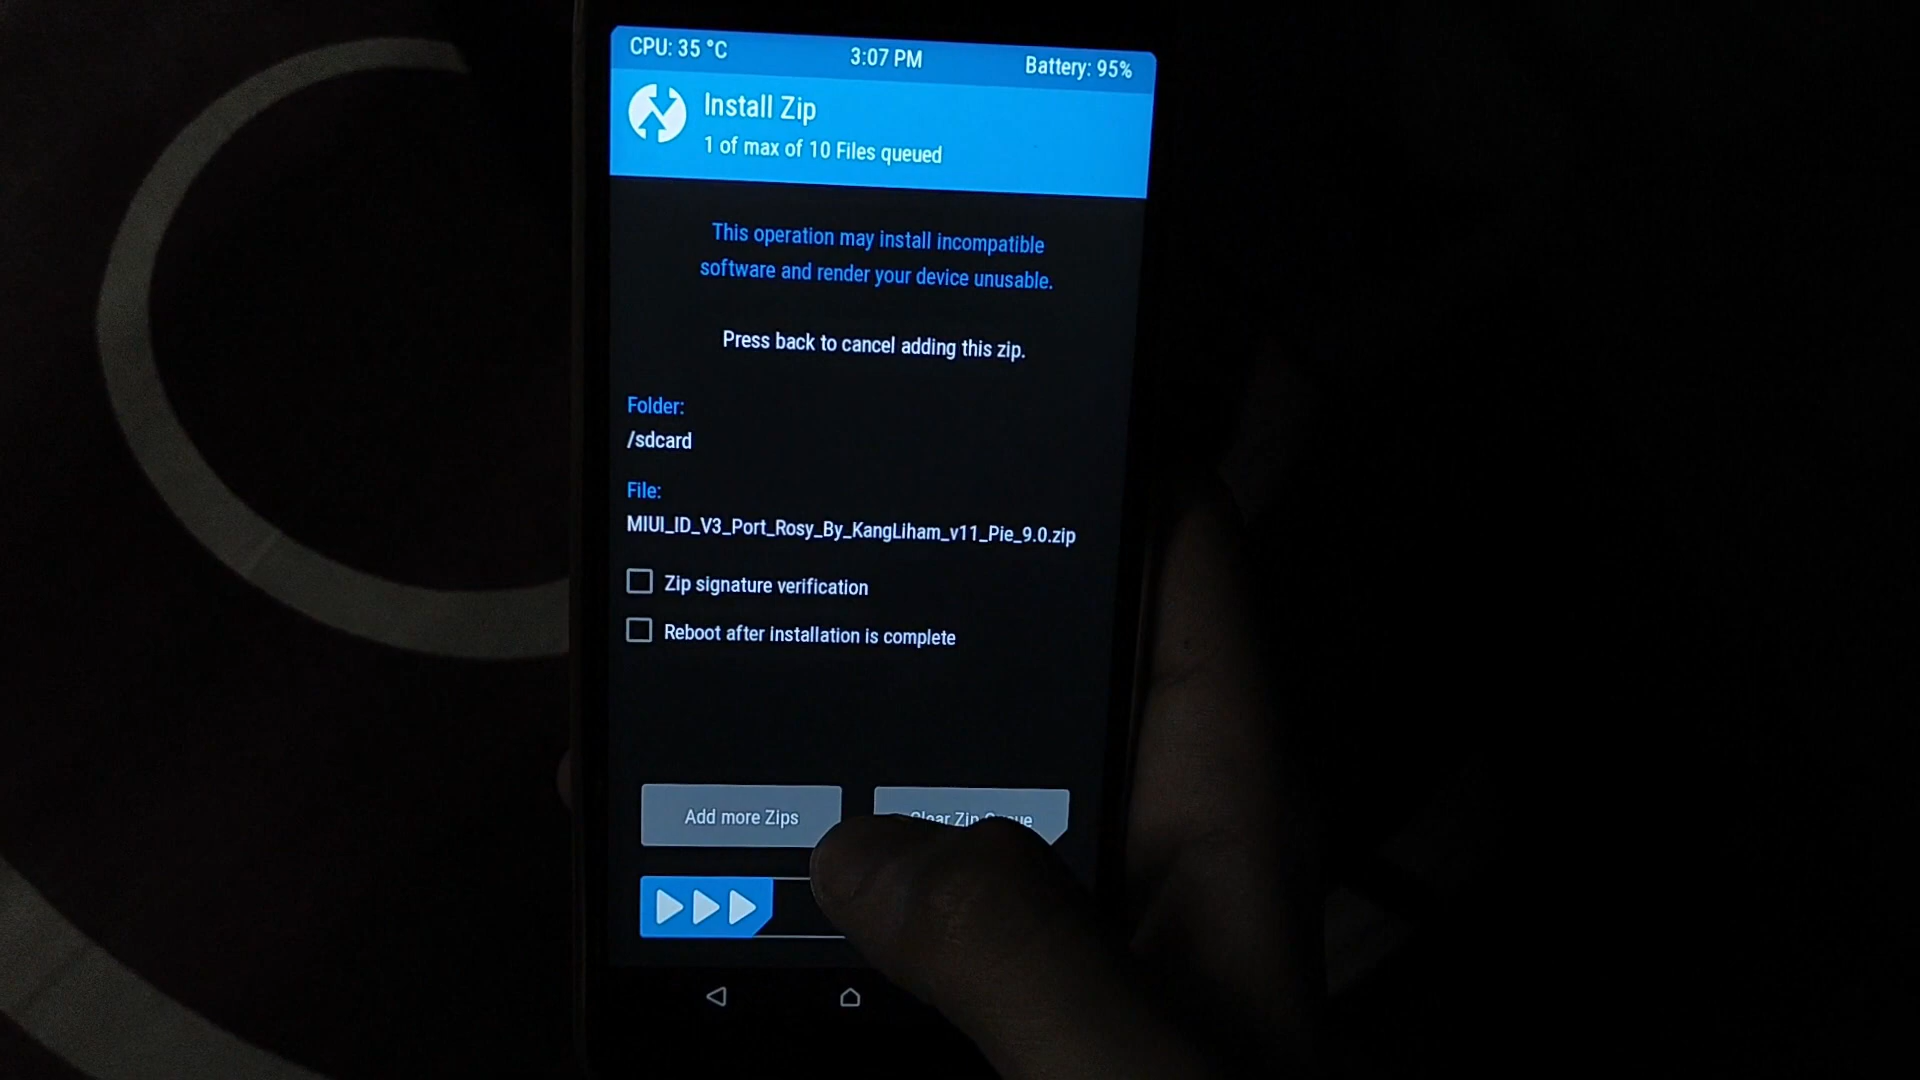 CPU: 35 °C 3:07 PM Battery: 95%
Install Zip
1 of max of 10 Files queued
This operation may install incompatible
software and render your device unusable.
Press back to cancel adding this zip.
Folder:
/sdcard
File:
MIUI_ID_V3_Port_Rosy_By_KangLiham_v11_Pie_9.0.zip
Zip signature verification
Reboot after installation is complete
Add more Zips Clear Zip